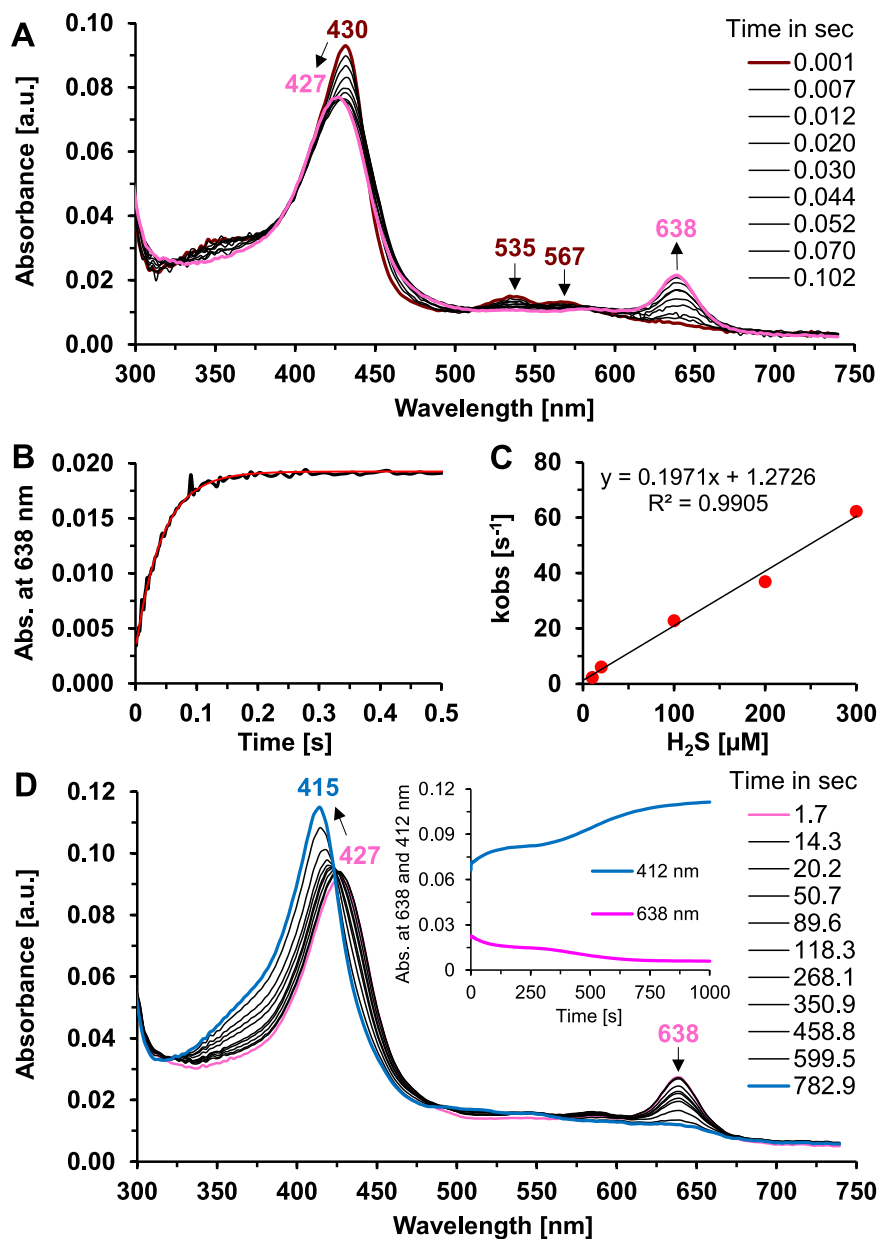 A
Time in sec
0.001
0.007
0.012
0.020
0.030
0.044
0.052
0.070
0.102
430
427
535
567
638
Absorbance [a.u.]
0.10
0.08
0.06
0.04
0.02
0.00
300 350 400 450 500 550 600 650 700 750
Wavelength [nm]
B
Abs. at 638 nm
0.020
0.015
0.010
0.005
0.000
0 0.1 0.2 0.3 0.4 0.5
Time [s]
C
y = 0.1971x + 1.2726
R² = 0.9905
kobs [s⁻¹]
80
60
40
20
0
0 100 200 300
H₂S [µM]
D
Time in sec
1.7
14.3
20.2
50.7
89.6
118.3
268.1
350.9
458.8
599.5
782.9
415
427
638
Absorbance [a.u.]
0.12
0.10
0.08
0.06
0.04
0.02
0.00
300 350 400 450 500 550 600 650 700 750
Wavelength [nm]
Abs. at 638 and 412 nm
0.12
0.09
0.06
0.03
0
412 nm
638 nm
0 250 500 750 1000
Time [s]